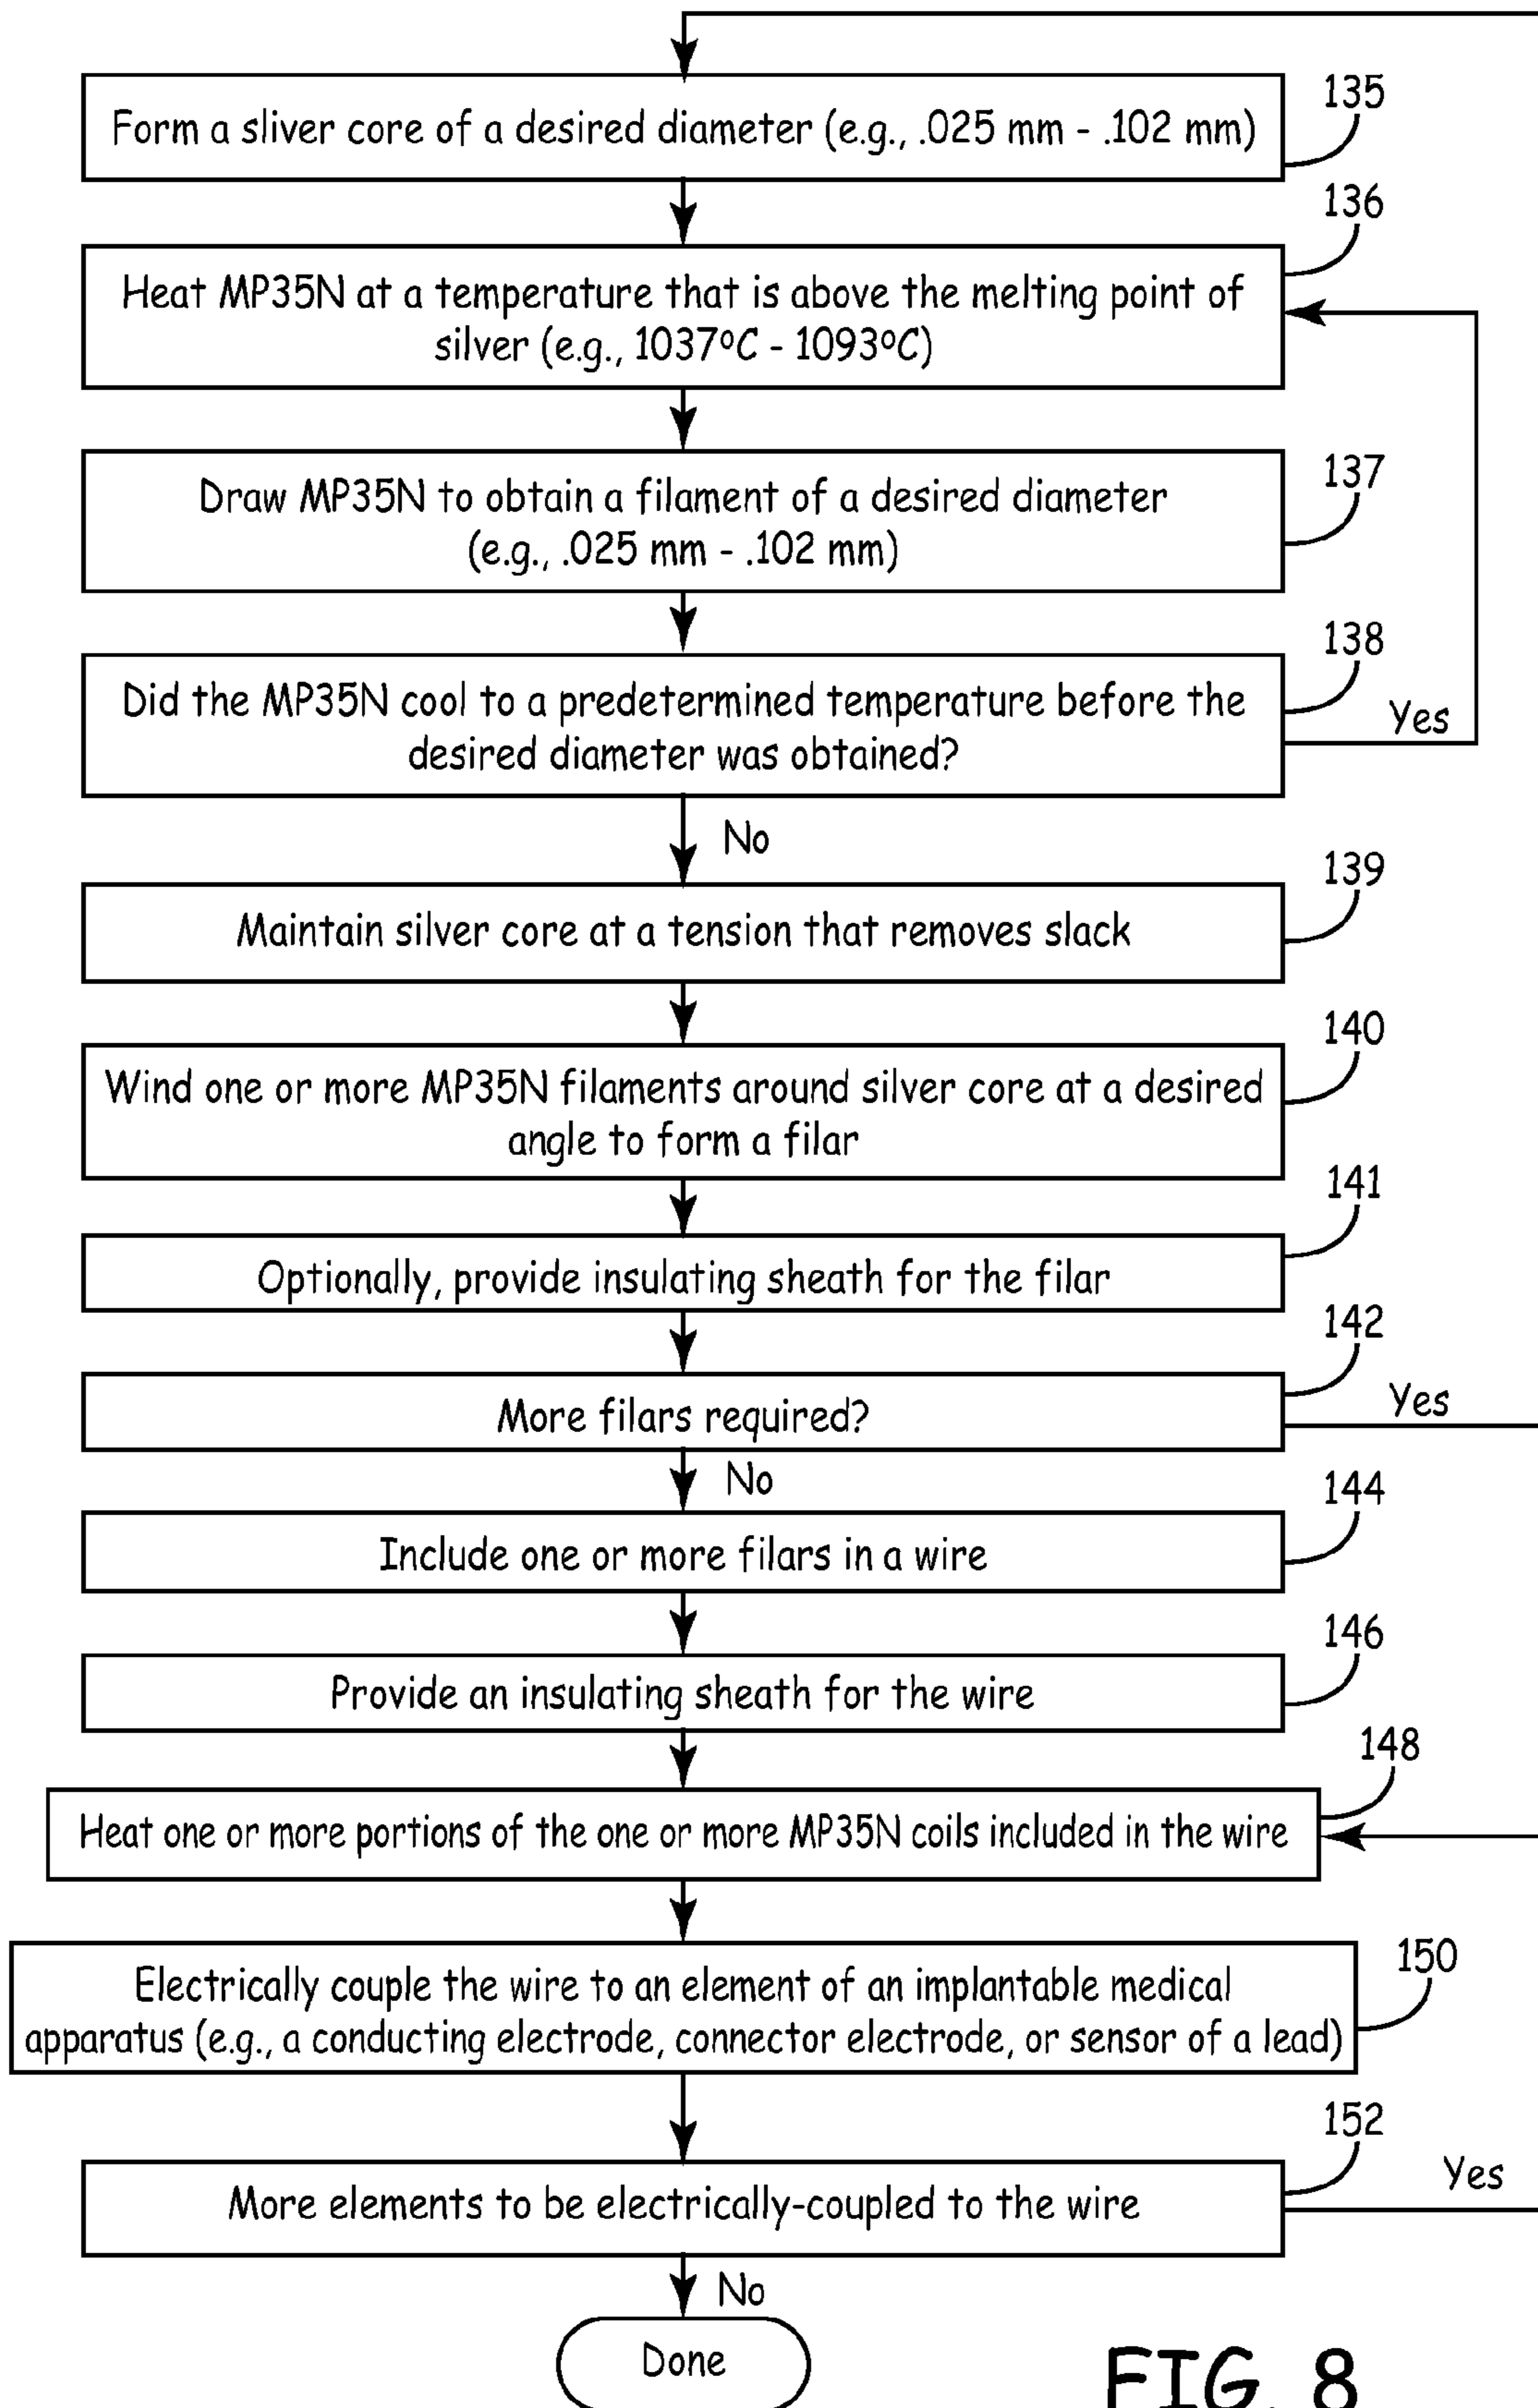 135
Form a sliver core of a desired diameter (e.g., .025 mm - .102 mm)
136
Heat MP35N at a temperature that is above the melting point of
silver (e.g., 1037ºC - 1093ºC)
137
Draw MP35N to obtain a filament of a desired diameter
(e.g., .025 mm - .102 mm)
138
Did the MP35N cool to a predetermined temperature before the
desired diameter was obtained?
Yes
No
139
Maintain silver core at a tension that removes slack
140
Wind one or more MP35N filaments around silver core at a desired
angle to form a filar
141
Optionally, provide insulating sheath for the filar
142
More filars required?
Yes
No
144
Include one or more filars in a wire
146
Provide an insulating sheath for the wire
148
Heat one or more portions of the one or more MP35N coils included in the wire
150
Electrically couple the wire to an element of an implantable medical
apparatus (e.g., a conducting electrode, connector electrode, or sensor of a lead)
152
More elements to be electrically-coupled to the wire
Yes
No
Done
FIG. 8